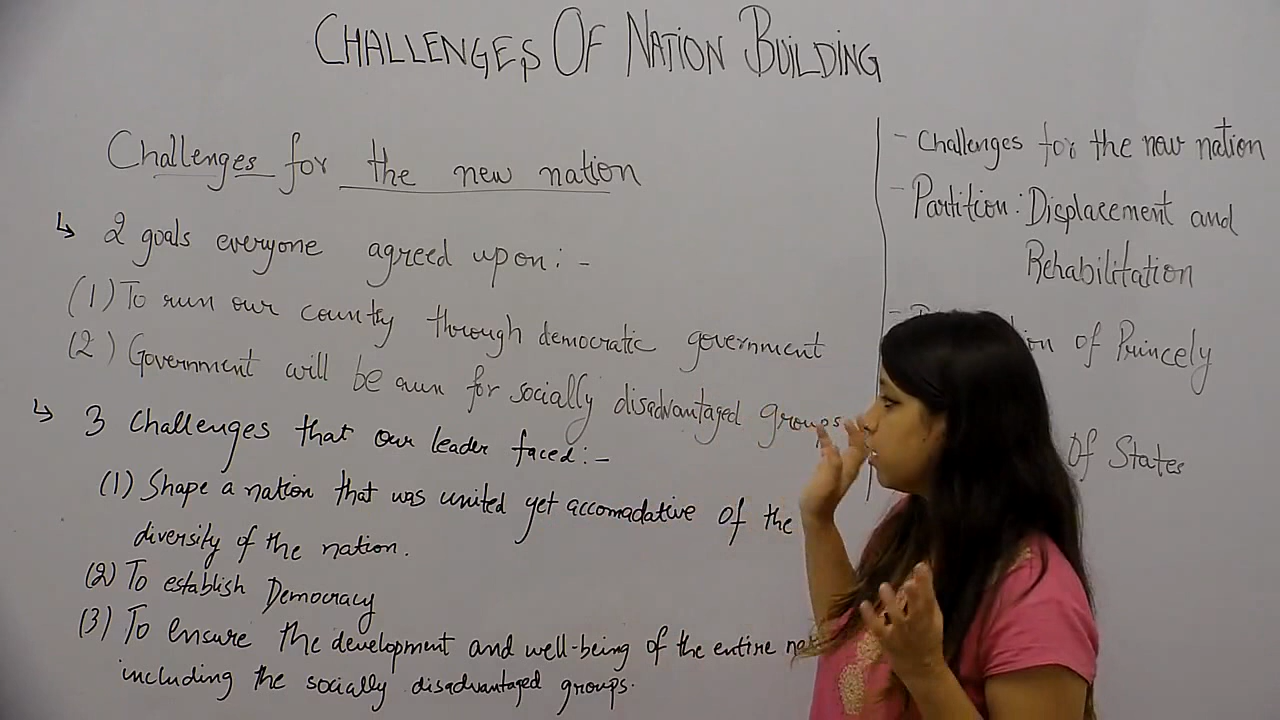 CHALLENGES OF NATION BUILDING
Challenges for the new nation
↳ 2 goals everyone agreed upon:-
(1) To run our country through democratic government
(2) Government will be run for socially disadvantaged groups.
↳ 3 Challenges that our leader faced:-
(1) Shape a nation that was united yet accomadative of the
diversity of the nation.
(2) To establish Democracy
(3) To ensure the development and well-being of the entire
including the socially disadvantaged groups.
- Challenges for the new nation
- Partition: Displacement and
Rehabilitation
- of Princely
Of States